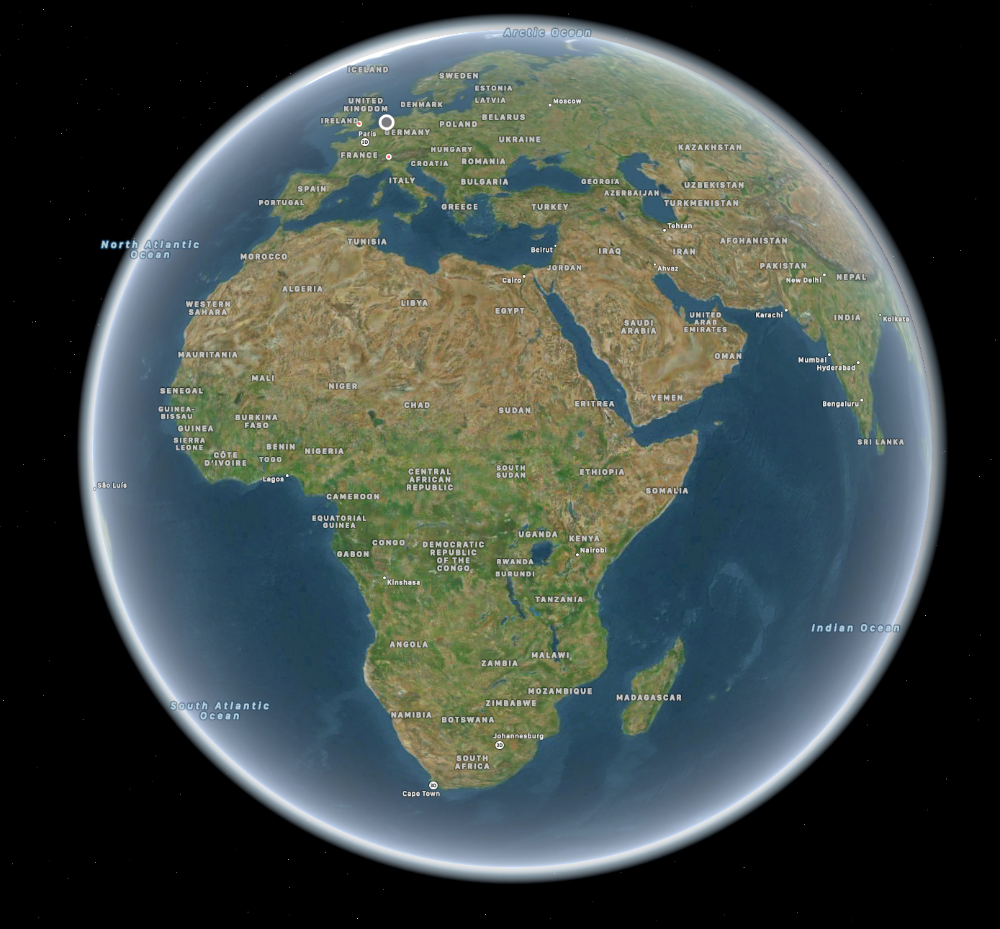 Arctic Ocean
ICELAND
SWEDEN
ESTONIA
LATVIA
Moscow
UNITED
KINGDOM
DENMARK
BELARUS
IRELAND
POLAND
Paris
GERMANY
3D
UKRAINE
FRANCE
HUNGARY
KAZAKHSTAN
CROATIA
ROMANIA
ITALY
BULGARIA
GEORGIA
UZBEKISTAN
SPAIN
AZERBAIJAN
PORTUGAL
GREECE
TURKEY
TURKMENISTAN
Tehran
North Atlantic
Ocean
TUNISIA
AFGHANISTAN
MOROCCO
Beirut
IRAQ
IRAN
JORDAN
Ahvaz
PAKISTAN
Cairo
New Delhi
NEPAL
ALGERIA
WESTERN
SAHARA
LIBYA
EGYPT
Karachi
UNITED
ARAB
EMIRATES
INDIA
Kolkata
SAUDI
ARABIA
MAURITANIA
OMAN
Mumbai
Hyderabad
MALI
NIGER
SENEGAL
CHAD
SUDAN
ERITREA
YEMEN
Bengaluru
GUINEA-
BISSAU
BURKINA
FASO
GUINEA
SIERRA
LEONE
BENIN
NIGERIA
SRI LANKA
CÔTE
D'IVOIRE
TOGO
Lagos
CENTRAL
AFRICAN
REPUBLIC
SOUTH
SUDAN
ETHIOPIA
São Luís
SOMALIA
CAMEROON
EQUATORIAL
GUINEA
CONGO
DEMOCRATIC
REPUBLIC
OF THE
CONGO
UGANDA
KENYA
Nairobi
GABON
RWANDA
BURUNDI
Kinshasa
TANZANIA
Indian Ocean
ANGOLA
MALAWI
ZAMBIA
MOZAMBIQUE
MADAGASCAR
ZIMBABWE
South Atlantic
Ocean
NAMIBIA
BOTSWANA
Johannesburg
3D
SOUTH
AFRICA
3D
Cape Town